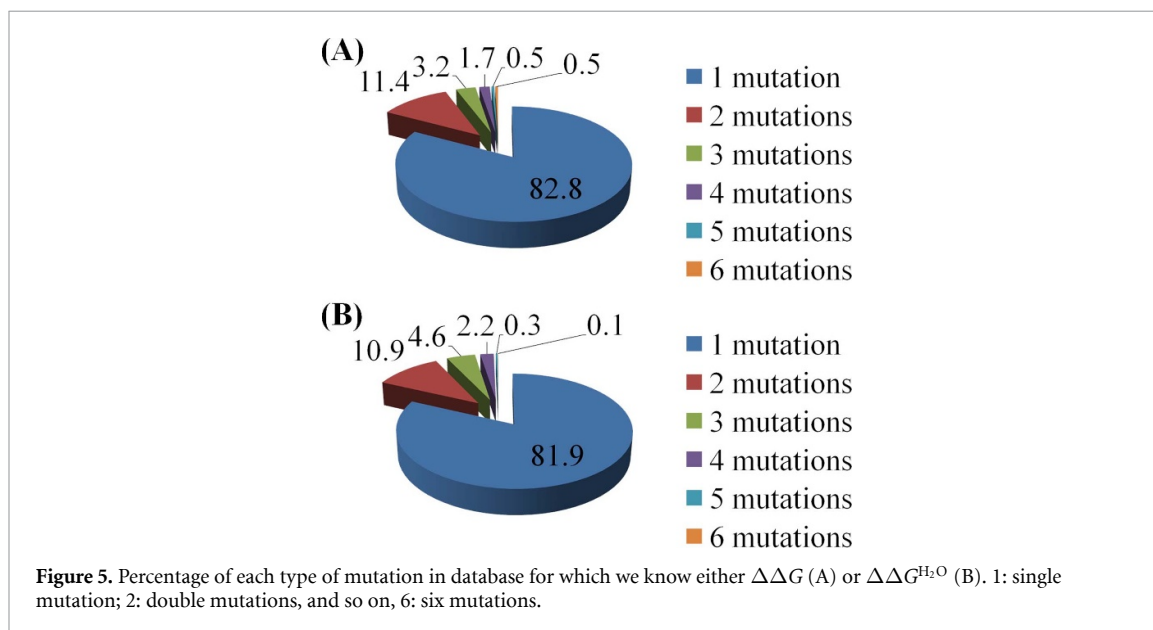 (A)
11.4
3.2
1.7
0.5
0.5
82.8
1 mutation
2 mutations
3 mutations
4 mutations
5 mutations
6 mutations
(B)
10.9
4.6
2.2
0.3
0.1
81.9
1 mutation
2 mutations
3 mutations
4 mutations
5 mutations
6 mutations
Figure 5. Percentage of each type of mutation in database for which we know either ΔΔG (A) or ΔΔG^H₂O (B). 1: single
mutation; 2: double mutations, and so on, 6: six mutations.